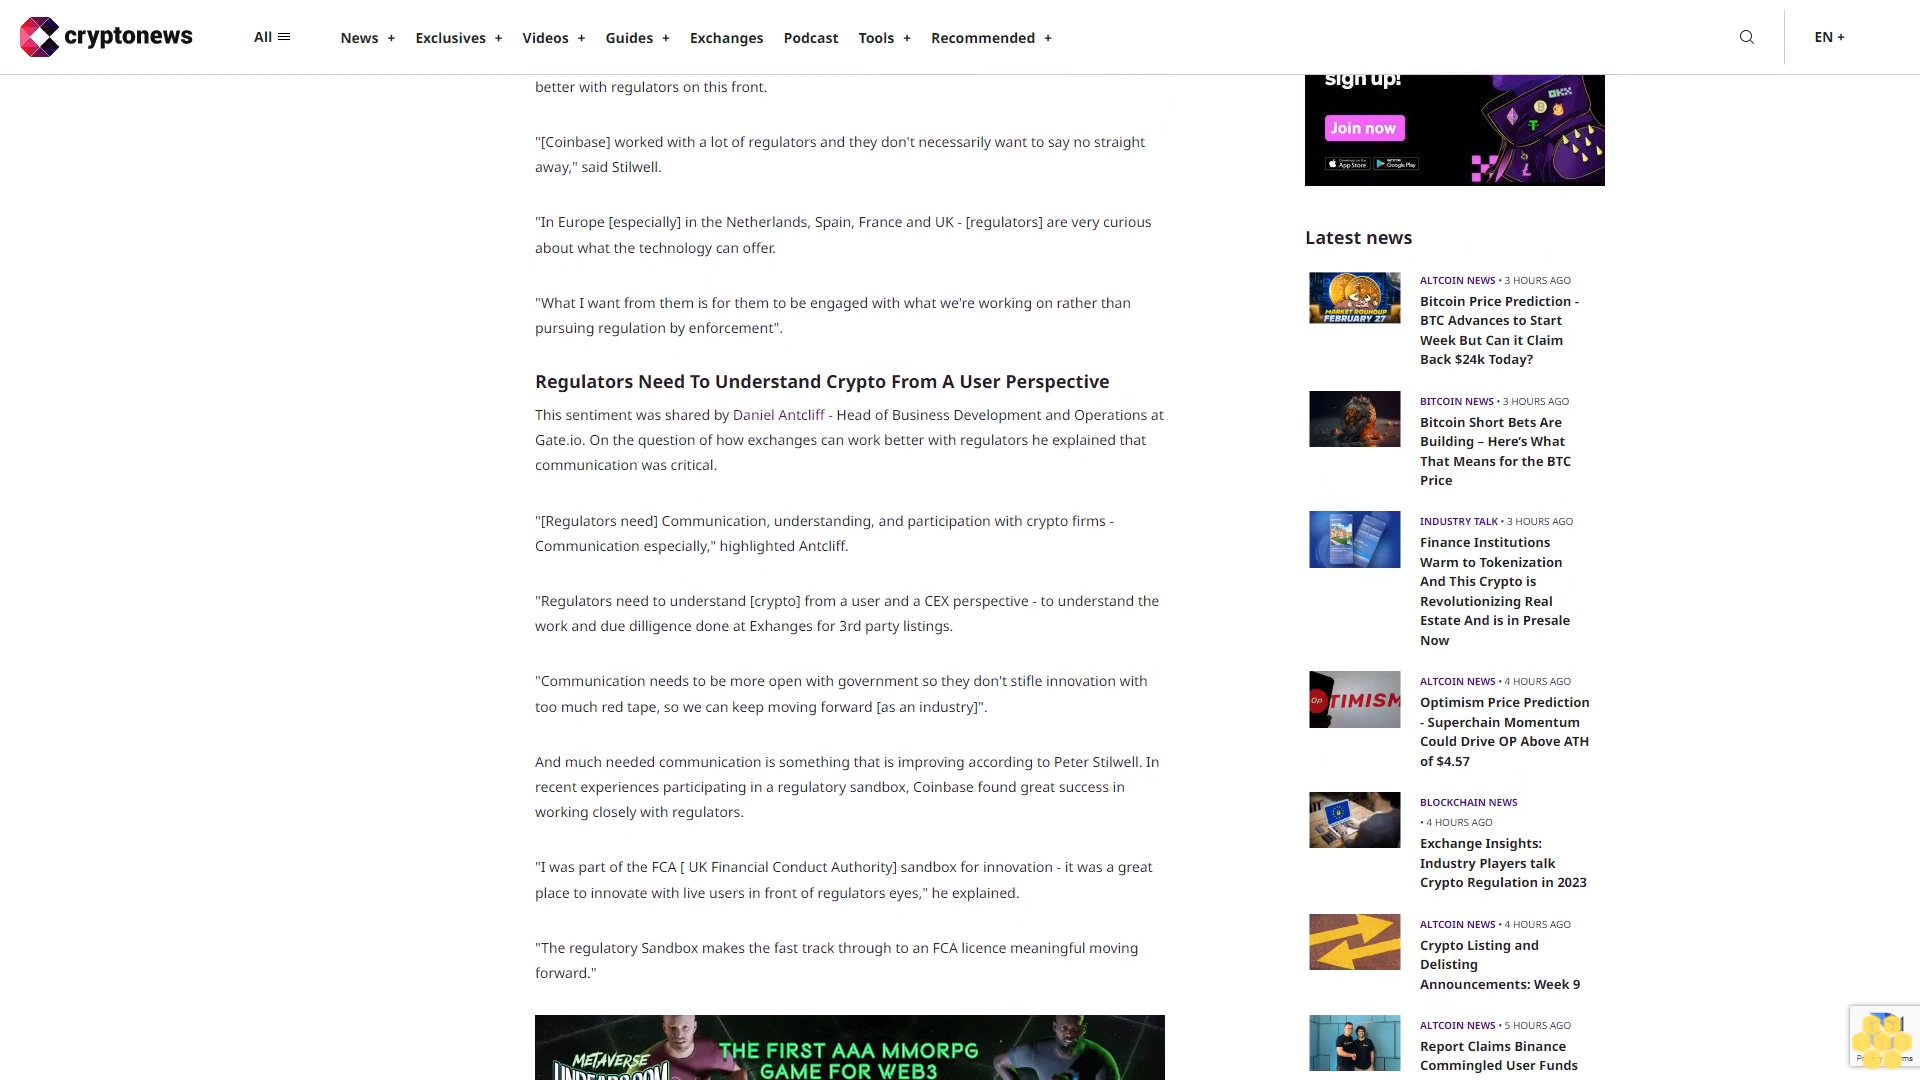 cryptonews
All
News +
Exclusives +
Videos +
Guides +
Exchanges
Podcast
Tools +
Recommended +
EN +
better with regulators on this front.
"[Coinbase] worked with a lot of regulators and they don't necessarily want to say no straight
away," said Stilwell.
"In Europe [especially] in the Netherlands, Spain, France and UK - [regulators] are very curious
about what the technology can offer.
"What I want from them is for them to be engaged with what we're working on rather than
pursuing regulation by enforcement".
Regulators Need To Understand Crypto From A User Perspective
This sentiment was shared by Daniel Antcliff - Head of Business Development and Operations at
Gate.io. On the question of how exchanges can work better with regulators he explained that
communication was critical.
"[Regulators need] Communication, understanding, and participation with crypto firms -
Communication especially," highlighted Antcliff.
"Regulators need to understand [crypto] from a user and a CEX perspective - to understand the
work and due dilligence done at Exhanges for 3rd party listings.
"Communication needs to be more open with government so they don't stifle innovation with
too much red tape, so we can keep moving forward [as an industry]".
And much needed communication is something that is improving according to Peter Stilwell. In
recent experiences participating in a regulatory sandbox, Coinbase found great success in
working closely with regulators.
"I was part of the FCA [ UK Financial Conduct Authority] sandbox for innovation - it was a great
place to innovate with live users in front of regulators eyes," he explained.
"The regulatory Sandbox makes the fast track through to an FCA licence meaningful moving
forward."
METAVERSE
THE FIRST AAA MMORPG
GAME FOR WEB3
sign up!
OKX
Join now
App Store
Google Play
Latest news
MARKET ROUNDUP
FEBRUARY 27
ALTCOIN NEWS • 3 HOURS AGO
Bitcoin Price Prediction -
BTC Advances to Start
Week But Can it Claim
Back $24k Today?
BITCOIN NEWS • 3 HOURS AGO
Bitcoin Short Bets Are
Building – Here’s What
That Means for the BTC
Price
INDUSTRY TALK • 3 HOURS AGO
Finance Institutions
Warm to Tokenization
And This Crypto is
Revolutionizing Real
Estate And is in Presale
Now
OP
TIMISM
ALTCOIN NEWS • 4 HOURS AGO
Optimism Price Prediction
- Superchain Momentum
Could Drive OP Above ATH
of $4.57
BLOCKCHAIN NEWS
• 4 HOURS AGO
Exchange Insights:
Industry Players talk
Crypto Regulation in 2023
ALTCOIN NEWS • 4 HOURS AGO
Crypto Listing and
Delisting
Announcements: Week 9
ALTCOIN NEWS • 5 HOURS AGO
Report Claims Binance
Commingled User Funds